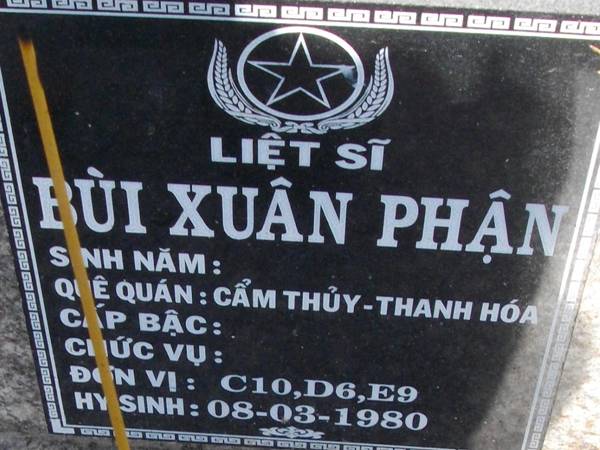 LIỆT SĨ
BÙI XUÂN PHẬN
SINH NĂM :
QUÊ QUÁN : CẨM THỦY - THANH HÓA
CẤP BẬC :
CHỨC VỤ :
ĐƠN VỊ : C10,D6,E9
HY SINH : 08-03-1980